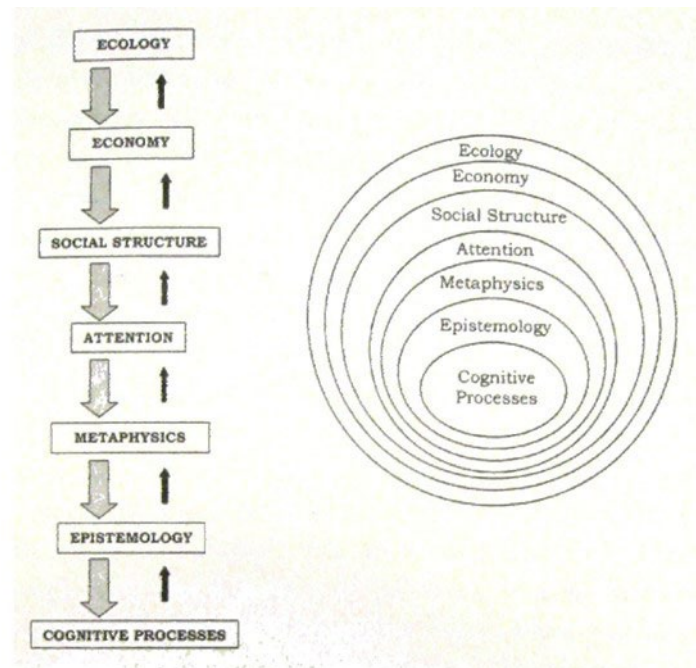 ECOLOGY
ECONOMY
SOCIAL STRUCTURE
ATTENTION
METAPHYSICS
EPISTEMOLOGY
COGNITIVE PROCESSES
Ecology
Economy
Social Structure
Attention
Metaphysics
Epistemology
Cognitive
Processes